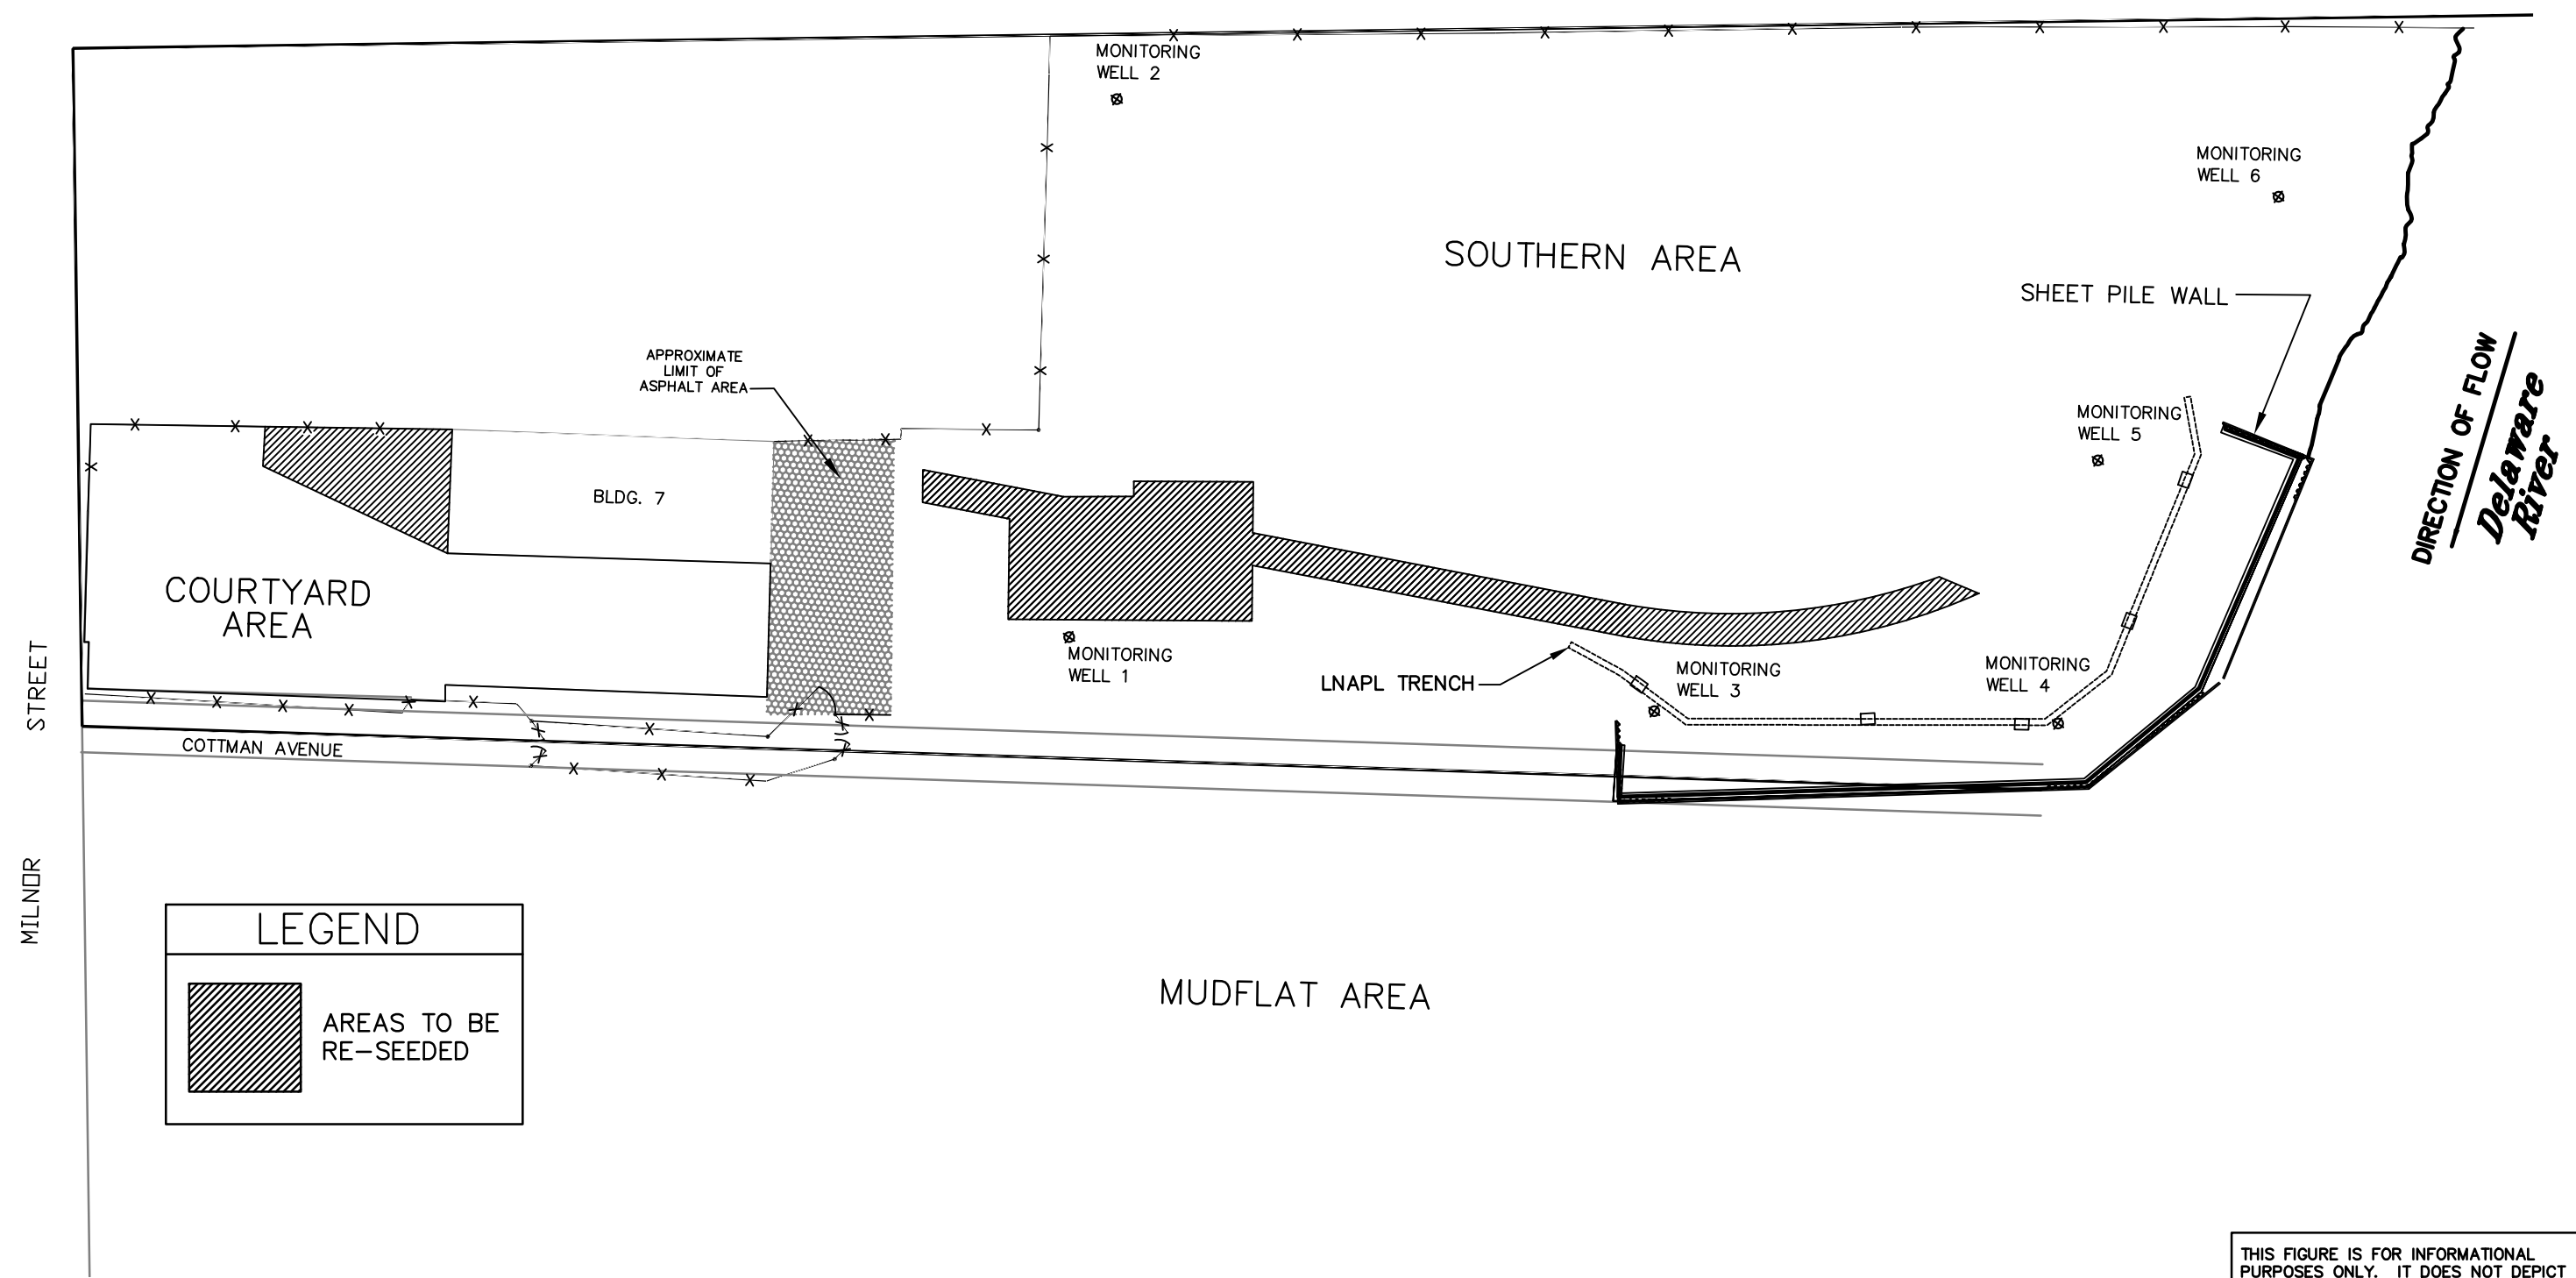 MONITORING
WELL 2
MONITORING
WELL 6
SOUTHERN AREA
SHEET PILE WALL
APPROXIMATE
LIMIT OF
ASPHALT AREA
DIRECTION OF FLOW
Delaware
River
MONITORING
WELL 5
BLDG. 7
COURTYARD
AREA
MONITORING
WELL 1
LNAPL TRENCH
MONITORING
WELL 3
MONITORING
WELL 4
MILNOR STREET
COTTMAN AVENUE
LEGEND
AREAS TO BE
RE-SEEDED
MUDFLAT AREA
THIS FIGURE IS FOR INFORMATIONAL
PURPOSES ONLY. IT DOES NOT DEPICT